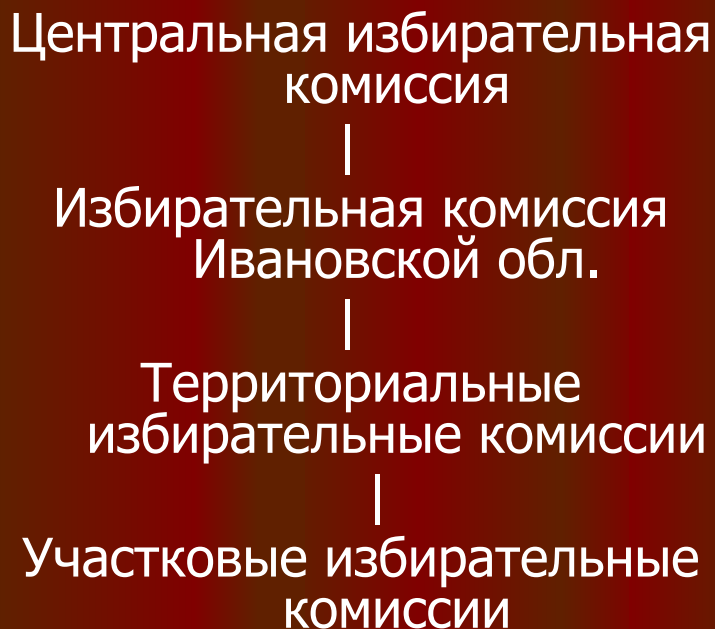 Центральная избирательная
комиссия
|
Избирательная комиссия
Ивановской обл.
|
Территориальные
избирательные комиссии
|
Участковые избирательные
комиссии